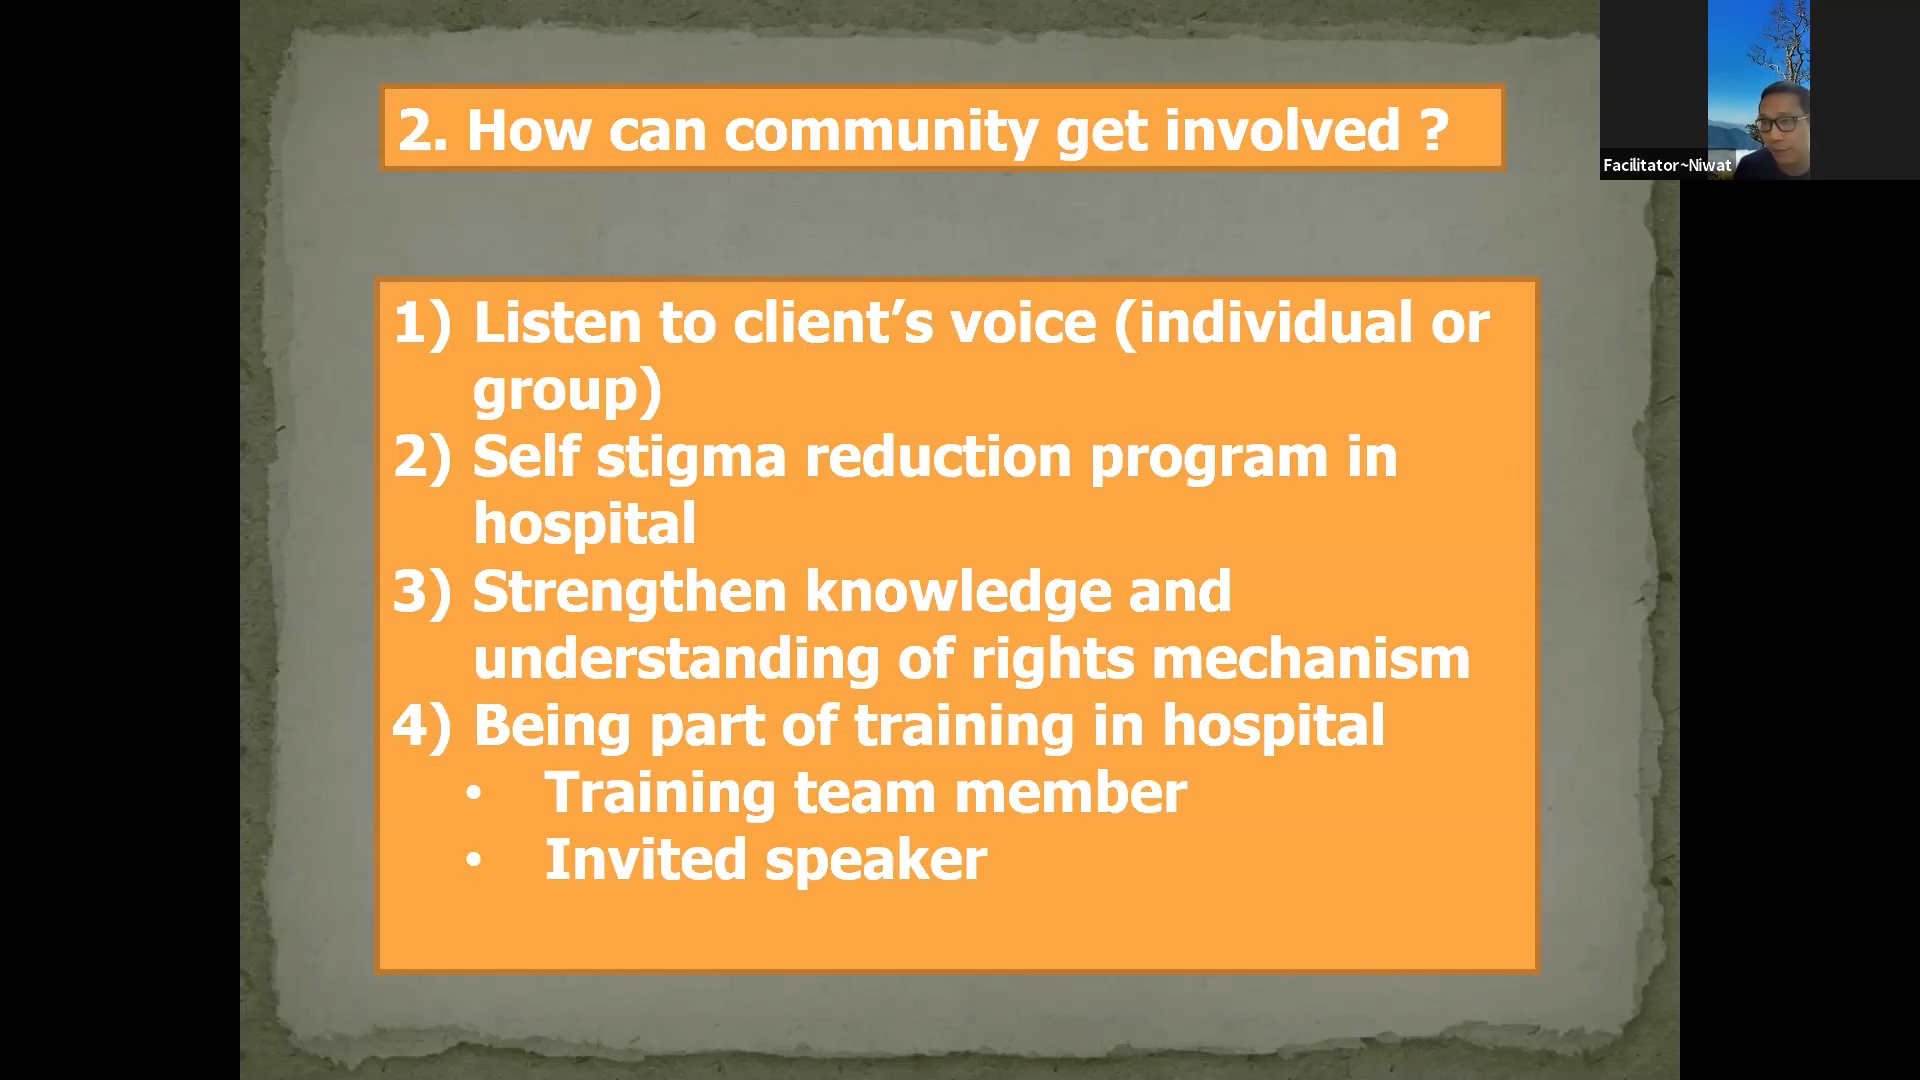 2. How can community get involved ?
Facilitator~Niwat
1) Listen to client’s voice (individual or
group)
2) Self stigma reduction program in
hospital
3) Strengthen knowledge and
understanding of rights mechanism
4) Being part of training in hospital
• Training team member
• Invited speaker